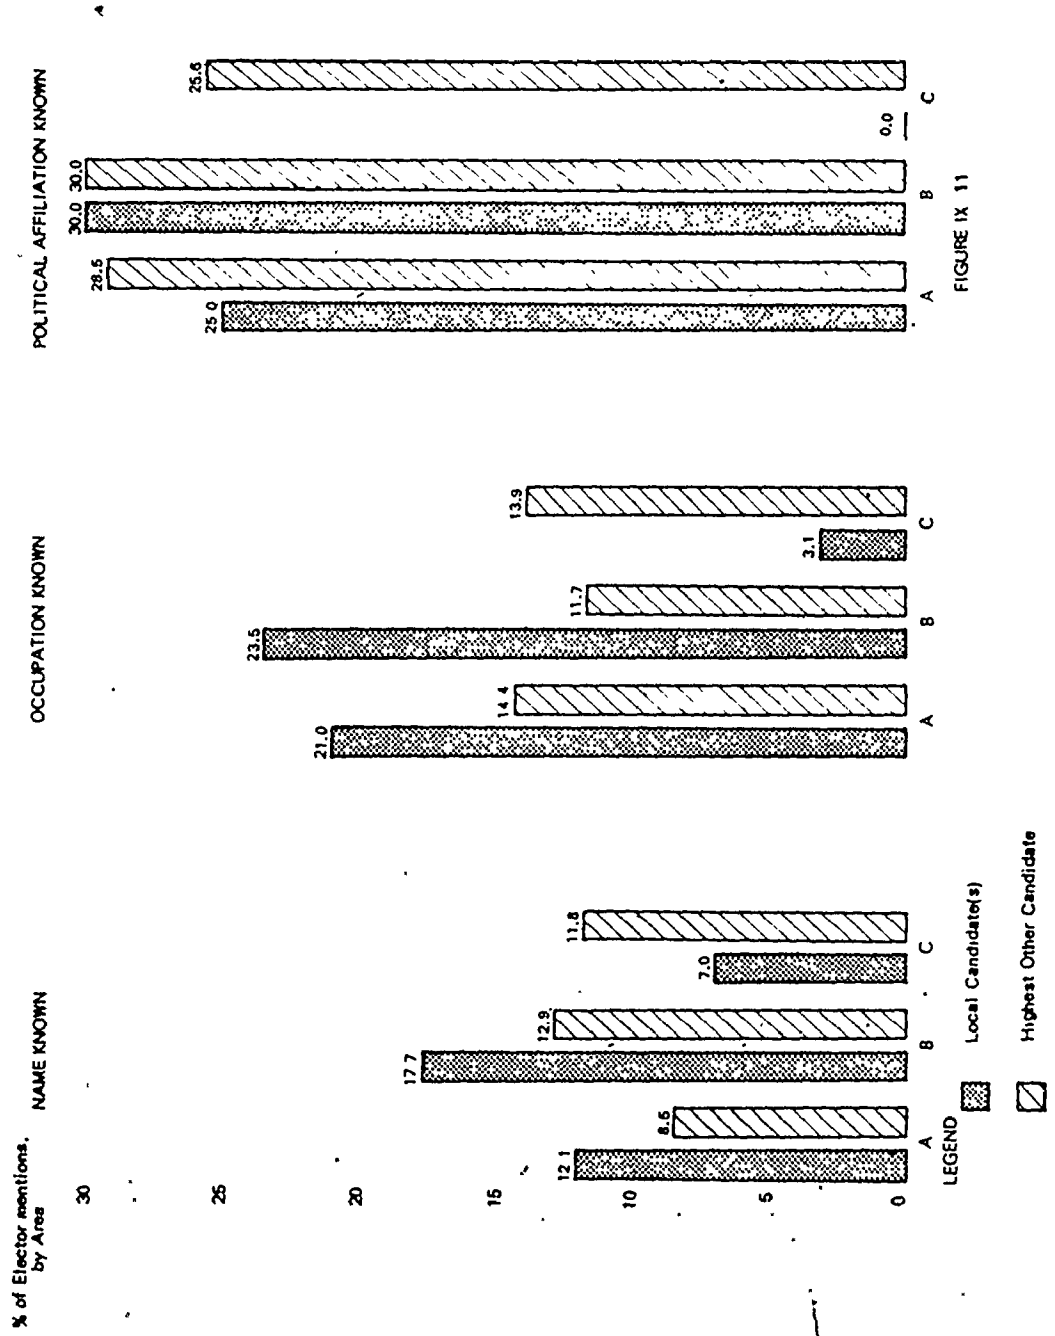 % of Elector mentions,
by Area
NAME KNOWN
OCCUPATION KNOWN
POLITICAL AFFILIATION KNOWN
30
25
20
15
10
5
0
12.1
8.6
17.7
12.9
7.0
11.8
21.0
14.4
23.5
11.7
3.1
13.9
25.0
28.5
30.0
30.0
0.0
25.6
A
B
C
A
B
C
A
B
C
LEGEND
Local Candidate(s)
Highest Other Candidate
FIGURE IX 11